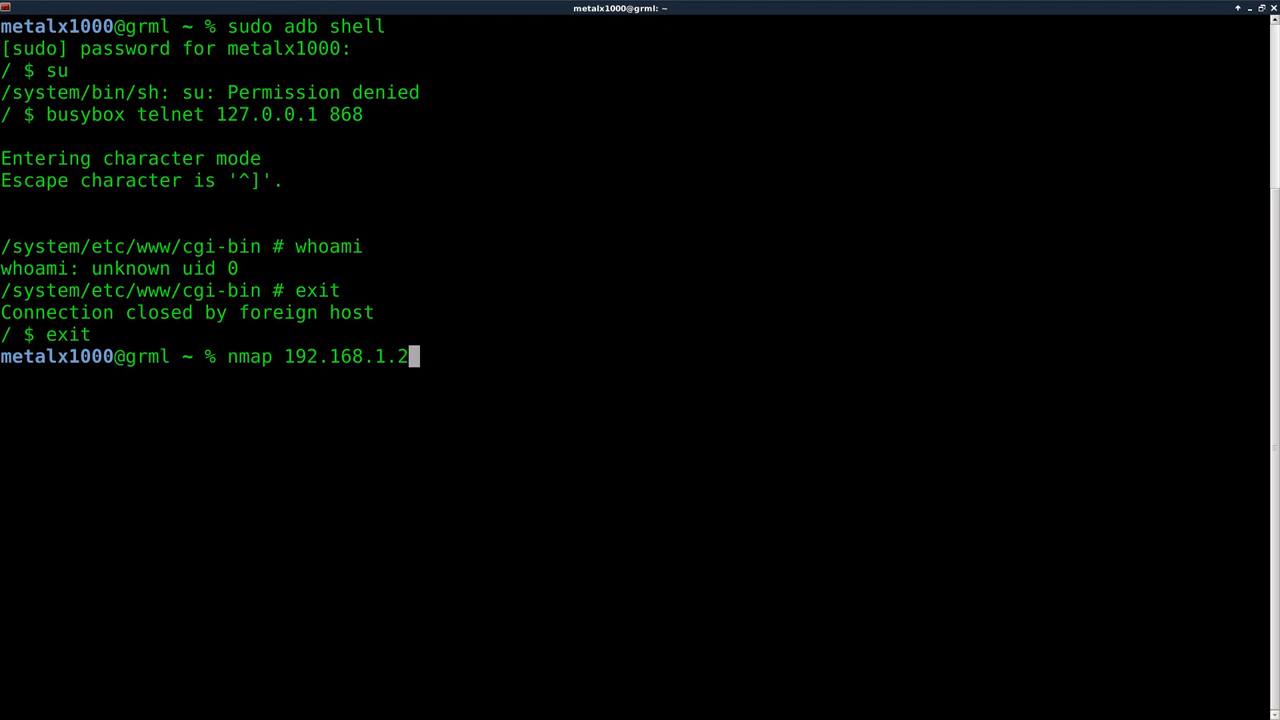 metalx1000@grml: ~
metalx1000@grml ~ % sudo adb shell
[sudo] password for metalx1000:
/ $ su
/system/bin/sh: su: Permission denied
/ $ busybox telnet 127.0.0.1 868
Entering character mode
Escape character is '^]'.
/system/etc/www/cgi-bin # whoami
whoami: unknown uid 0
/system/etc/www/cgi-bin # exit
Connection closed by foreign host
/ $ exit
metalx1000@grml ~ % nmap 192.168.1.2